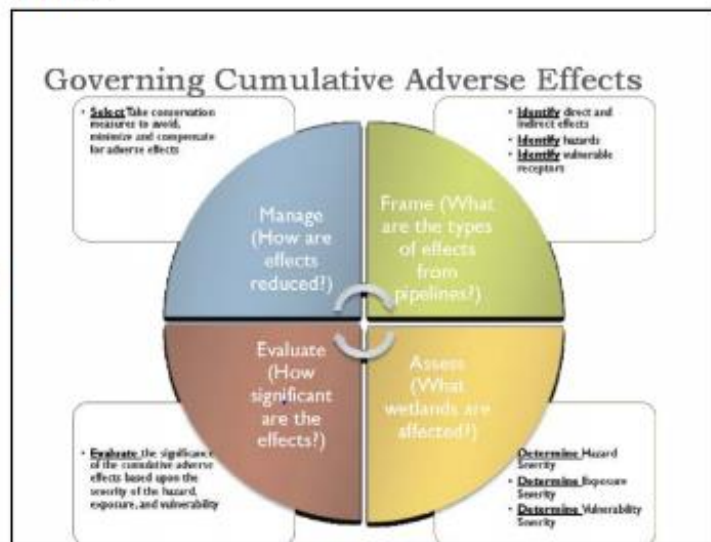 Governing Cumulative Adverse Effects
• Select Take conservation
measures to avoid,
minimize and compensate
for adverse effects
• Identify direct and
indirect effects
• Identify hazards
• Identify vulnerable
receptors
Manage
(How are
effects
reduced?)
Frame (What
are the types
of effects
from
pipelines?)
Evaluate
(How
significant
are the
effects?)
Assess
(What
wetlands are
affected?)
• Evaluate the significance
of the cumulative adverse
effects based upon the
severity of the hazard,
exposure, and vulnerability
Determine Hazard
Severity
• Determine Exposure
Severity
• Determine Vulnerability
Severity